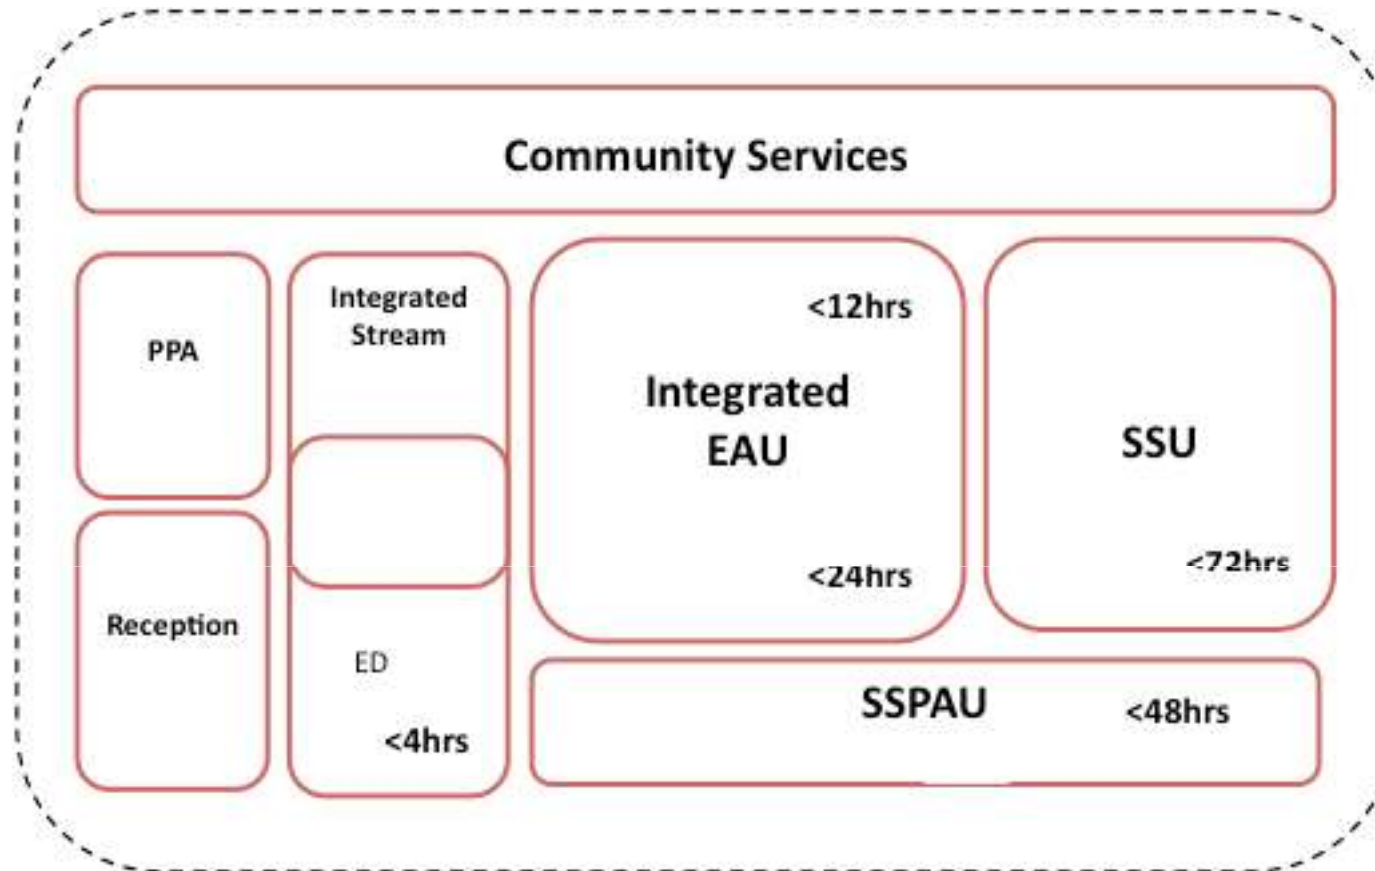 Community Services
PPA
Reception
Integrated
Stream
ED
<4hrs
<12hrs
Integrated
EAU
<24hrs
SSU
<72hrs
SSPAU
<48hrs